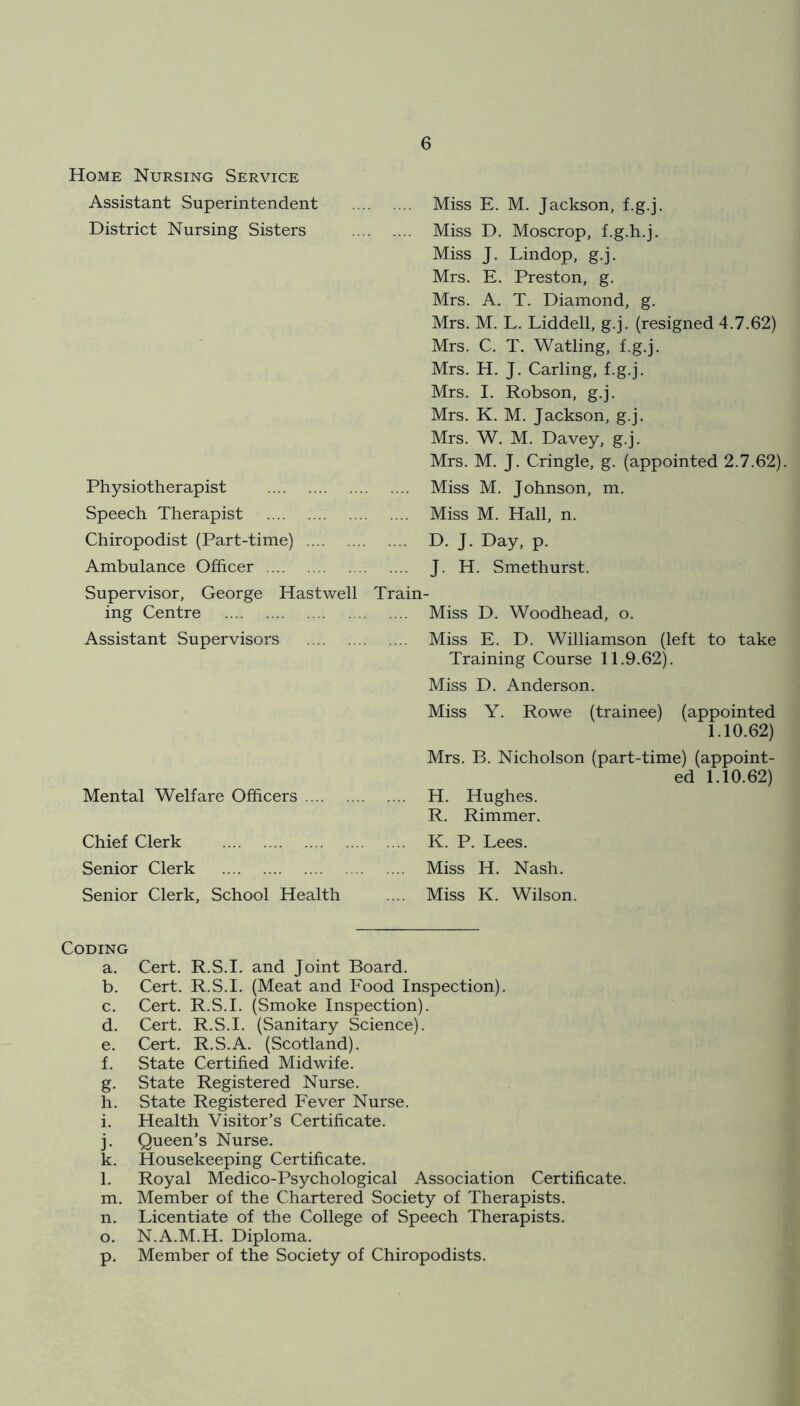 6
Home Nursing Service
Assistant Superintendent .... .... Miss E. M. Jackson, f.g.j.
District Nursing Sisters .... .... Miss D. Moscrop, f.g.h.j.
Miss J. Lindop, g.j.
Mrs. E. Preston, g.
Mrs. A. T. Diamond, g.
Mrs. M. L. Liddell, g.j. (resigned 4.7.62)
Mrs. C. T. Watling, f.g.j.
Mrs. H. J. Carling, f.g.j.
Mrs. I. Robson, g.j.
Mrs. K. M. Jackson, g.j.
Mrs. W. M. Davey, g.j.
Mrs. M. J. Cringle, g. (appointed 2.7.62).
Physiotherapist .... .... .... .... Miss M. Johnson, m.
Speech Therapist .... .... .... .... Miss M. Hall, n.
Chiropodist (Part-time) .... .... .... D. J. Day, p.
Ambulance Officer .... .... .... .... J. H. Smethurst.
Supervisor, George Hastwell Train-
ing Centre .... .... .... .... .... Miss D. Woodhead, o.
Assistant Supervisors .... .... .... Miss E. D. Williamson (left to take
Training Course 11.9.62).
Miss D. Anderson.
Miss Y. Rowe (trainee) (appointed
1.10.62)
Mrs. B. Nicholson (part-time) (appoint-
ed 1.10.62)
Mental Welfare Officers .... .... .... H. Hughes.
R. Rimmer.
Chief Clerk .... .... .... .... .... K. P. Lees.
Senior Clerk .... .... .... .... .... Miss H. Nash.
Senior Clerk, School Health .... Miss K. Wilson.
Coding
a. Cert. R.S.I. and Joint Board.
b. Cert. R.S.I. (Meat and Food Inspection).
c. Cert. R.S.I. (Smoke Inspection).
d. Cert. R.S.I. (Sanitary Science).
e. Cert. R.S.A. (Scotland).
f. State Certified Midwife.
g. State Registered Nurse.
h. State Registered Fever Nurse.
i. Health Visitor's Certificate.
j. Queen's Nurse.
k. Housekeeping Certificate.
l. Royal Medico-Psychological Association Certificate.
m. Member of the Chartered Society of Therapists.
n. Licentiate of the College of Speech Therapists.
o. N.A.M.H. Diploma.
p. Member of the Society of Chiropodists.